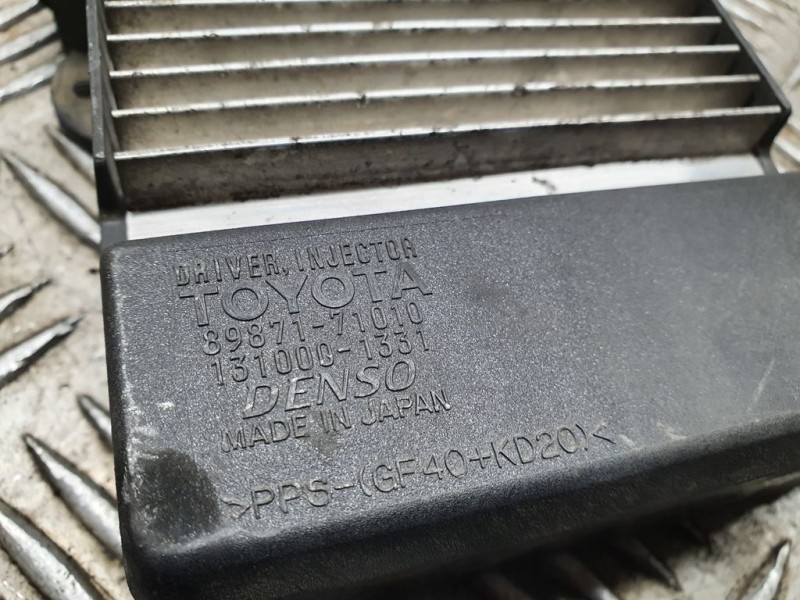 DRIVER, INJECTOR
TOYOTA
89871-71010
131000-1331
DENSO
MADE IN JAPAN
>PPS-(GF40+KD20)<